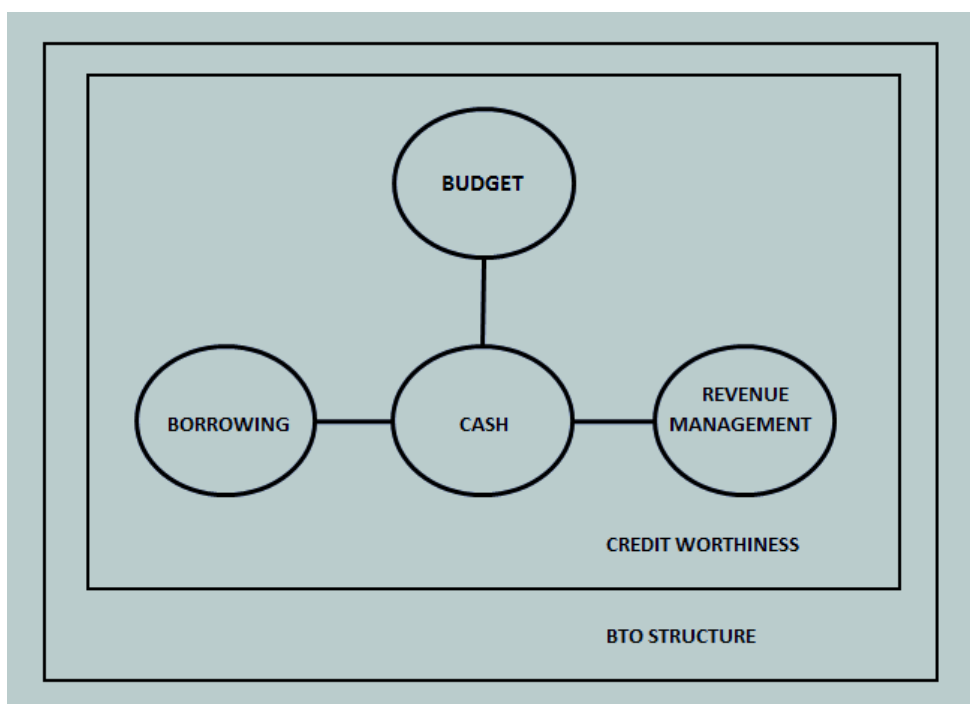 BUDGET
BORROWING
CASH
REVENUE
MANAGEMENT
CREDIT WORTHINESS
BTO STRUCTURE